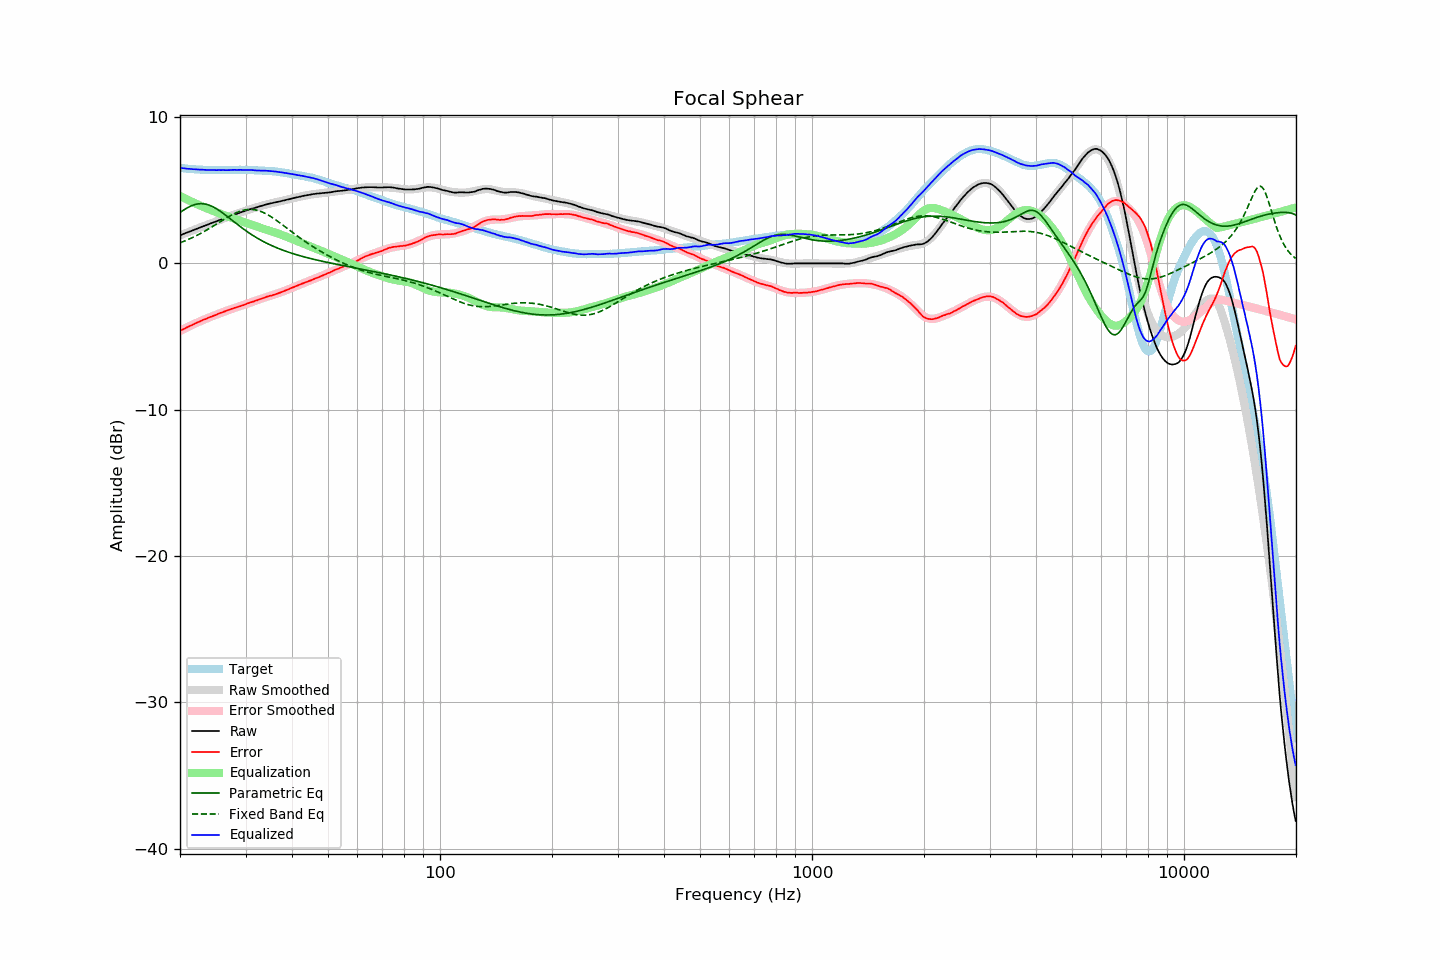 Focal Sphear
10
0
−10
−20
−30
−40
Amplitude (dBr)
Target
Raw Smoothed
Error Smoothed
Raw
Error
Equalization
Parametric Eq
Fixed Band Eq
Equalized
100
1000
10000
Frequency (Hz)